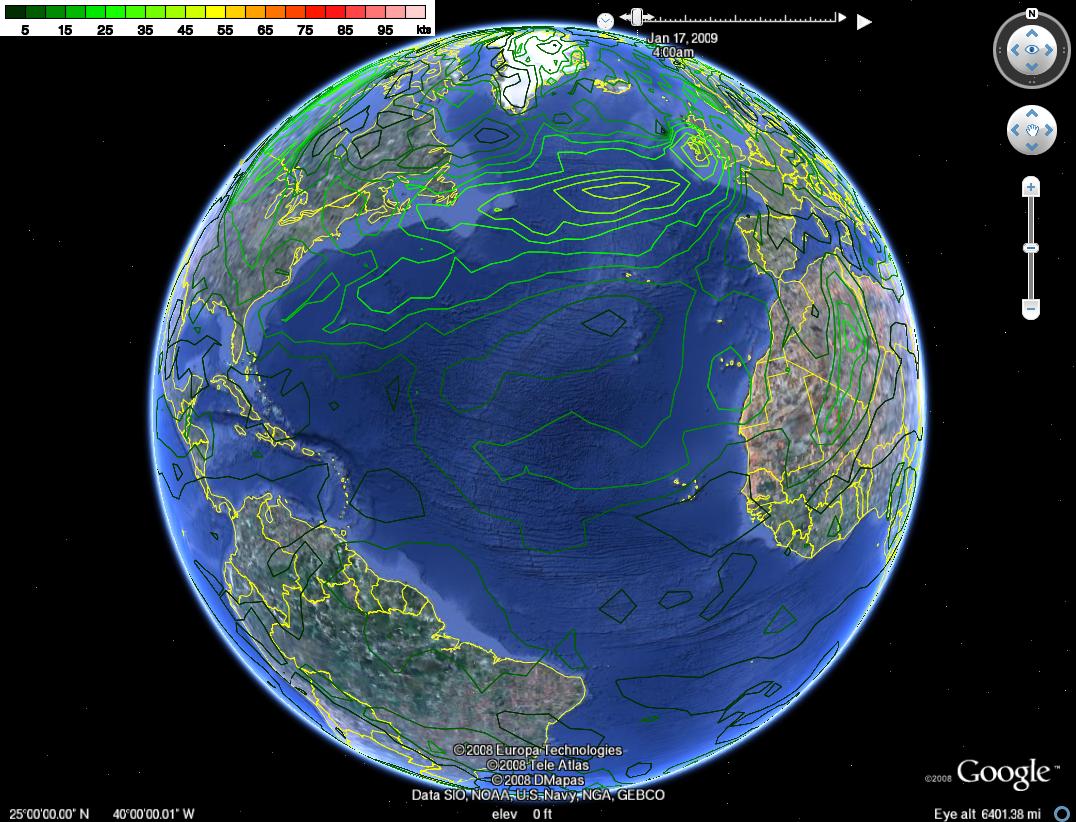 5 15 25 35 45 55 65 75 85 95 kts
Jan 17, 2009
4:00am
N
©2008 Europa Technologies
©2008 Tele Atlas
©2008 DMapas
Data SIO, NOAA, U.S. Navy, NGA, GEBCO
©2008 Google™
25°00'00.00" N 40°00'00.01" W elev 0 ft Eye alt 6401.38 mi